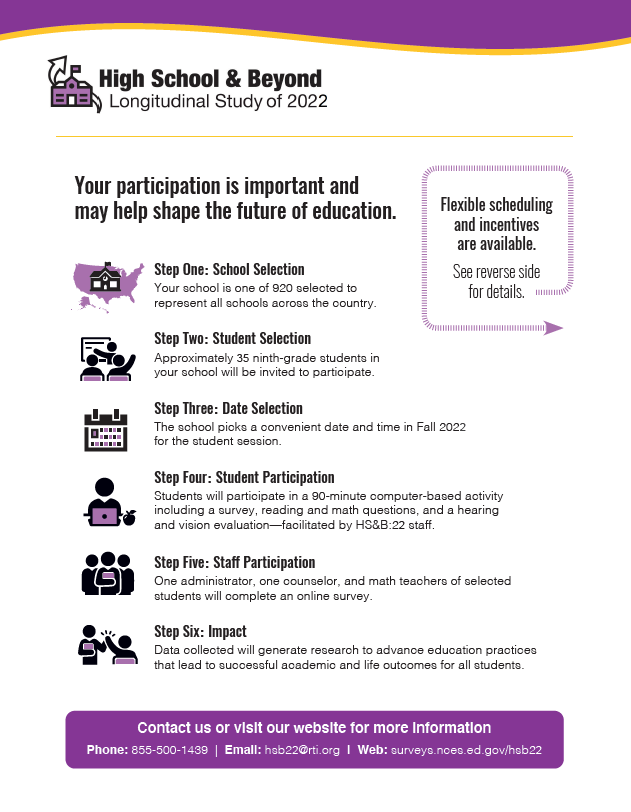 High School & Beyond
Longitudinal Study of 2022
Your participation is important and
may help shape the future of education.
Flexible scheduling
and incentives
are available.
See reverse side
for details.
Step One: School Selection
Your school is one of 920 selected to
represent all schools across the country.
Step Two: Student Selection
Approximately 35 ninth-grade students in
your school will be invited to participate.
Step Three: Date Selection
The school picks a convenient date and time in Fall 2022
for the student session.
Step Four: Student Participation
Students will participate in a 90-minute computer-based activity
including a survey, reading and math questions, and a hearing
and vision evaluation—facilitated by HS&B:22 staff.
Step Five: Staff Participation
One administrator, one counselor, and math teachers of selected
students will complete an online survey.
Step Six: Impact
Data collected will generate research to advance education practices
that lead to successful academic and life outcomes for all students.
Contact us or visit our website for more information
Phone: 855-500-1439 | Email: hsb22@rti.org | Web: surveys.nces.ed.gov/hsb22